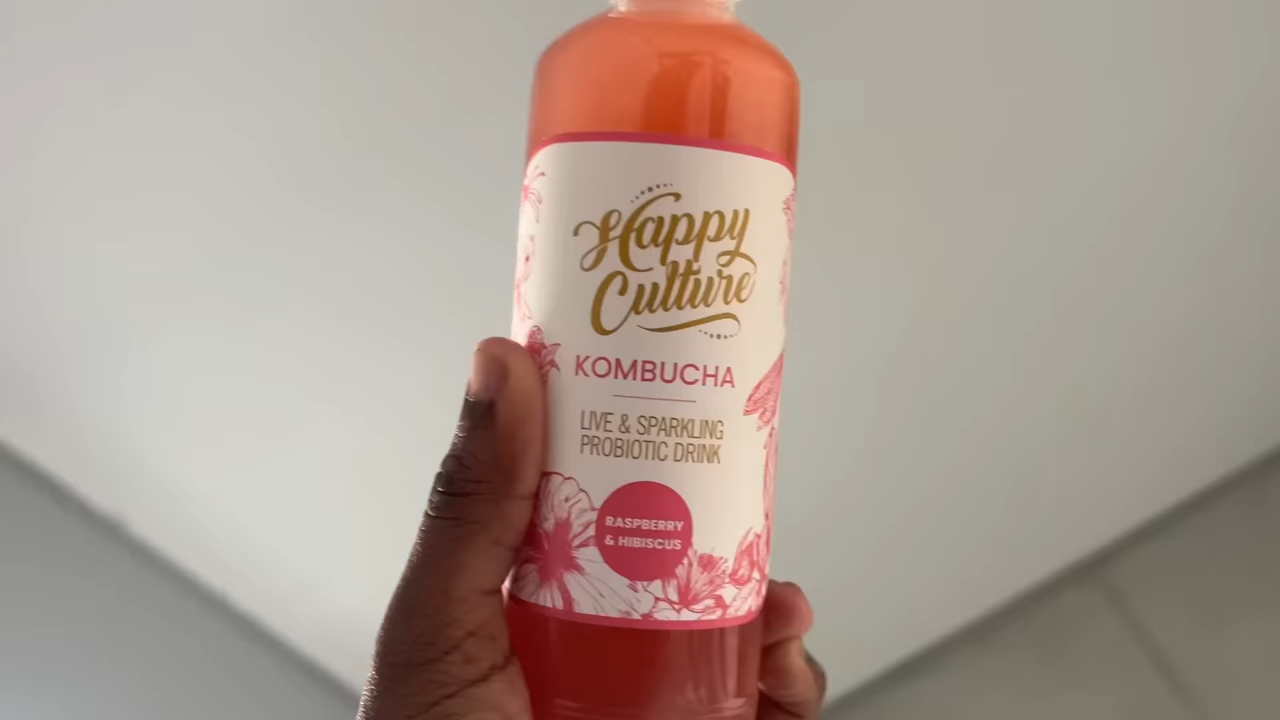 Happy
Culture
KOMBUCHA
LIVE & SPARKLING
PROBIOTIC DRINK
RASPBERRY
& HIBISCUS